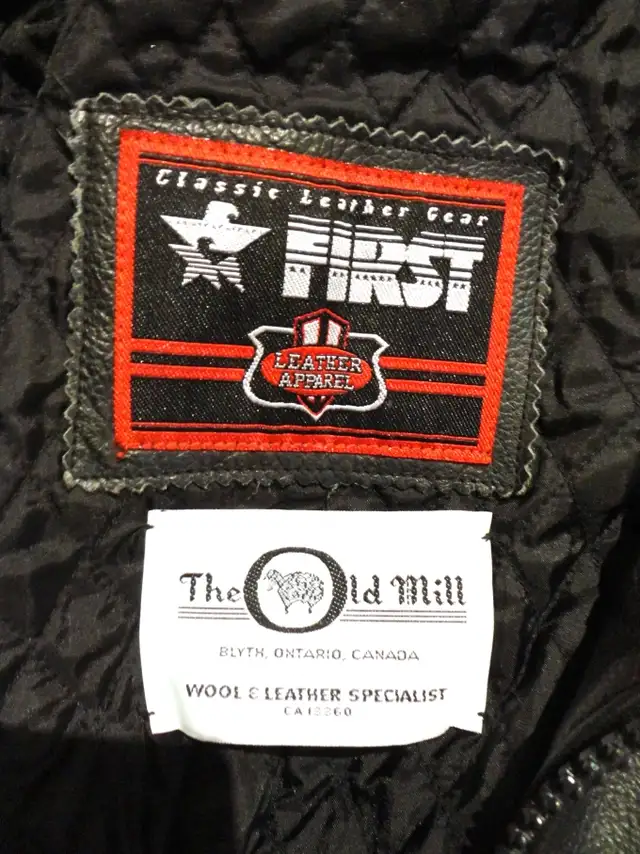 Classic Leather Gear
FIRST
LEATHER
APPAREL
The Old Mill
BLYTH, ONTARIO, CANADA
WOOL & LEATHER SPECIALIST